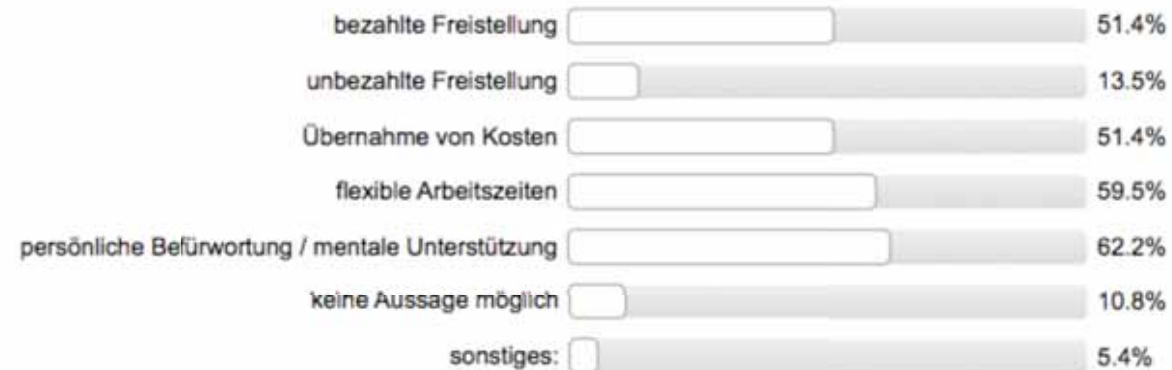 bezahlte Freistellung 51.4%
unbezahlte Freistellung 13.5%
Übernahme von Kosten 51.4%
flexible Arbeitszeiten 59.5%
persönliche Befürwortung / mentale Unterstützung 62.2%
keine Aussage möglich 10.8%
sonstiges: 5.4%